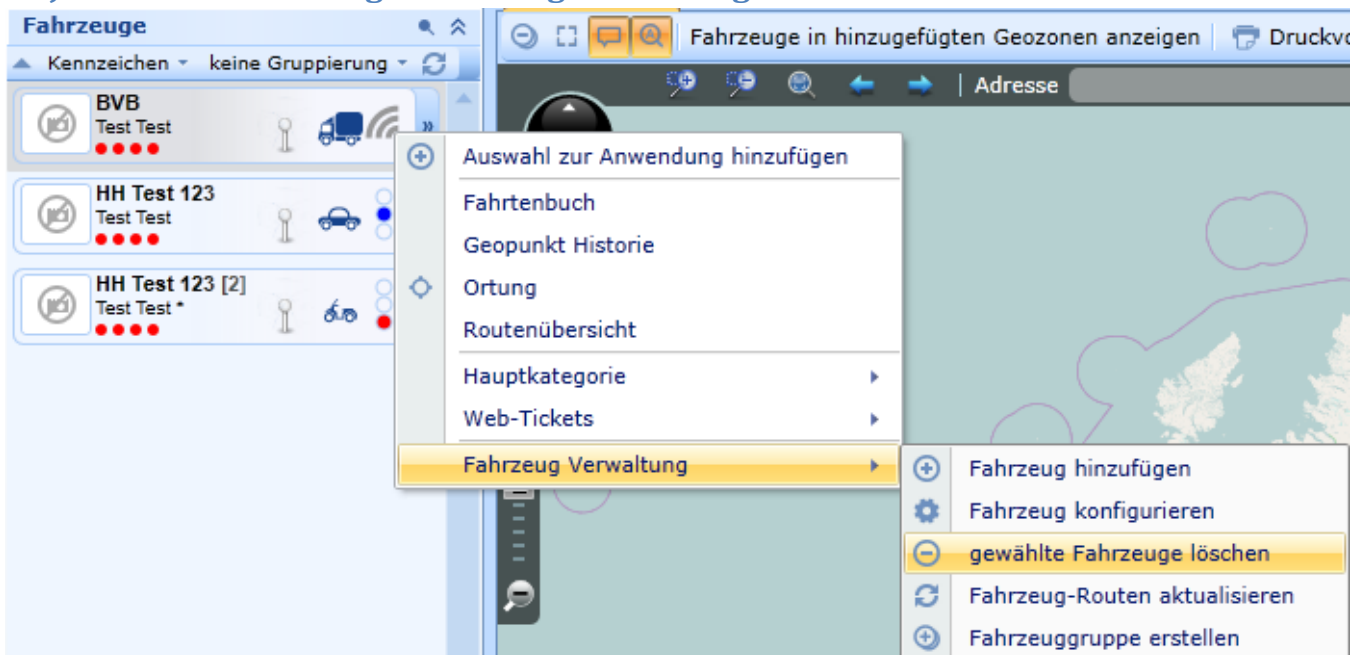 Fahrzeuge
Kennzeichen keine Gruppierung
BVB
Test Test
HH Test 123
Test Test
HH Test 123 [2]
Test Test *
Fahrzeuge in hinzugefügten Geozonen anzeigen
Adresse
Auswahl zur Anwendung hinzufügen
Fahrtenbuch
Geopunkt Historie
Ortung
Routenübersicht
Hauptkategorie
Web-Tickets
Fahrzeug Verwaltung
Fahrzeug hinzufügen
Fahrzeug konfigurieren
gewählte Fahrzeuge löschen
Fahrzeug-Routen aktualisieren
Fahrzeuggruppe erstellen